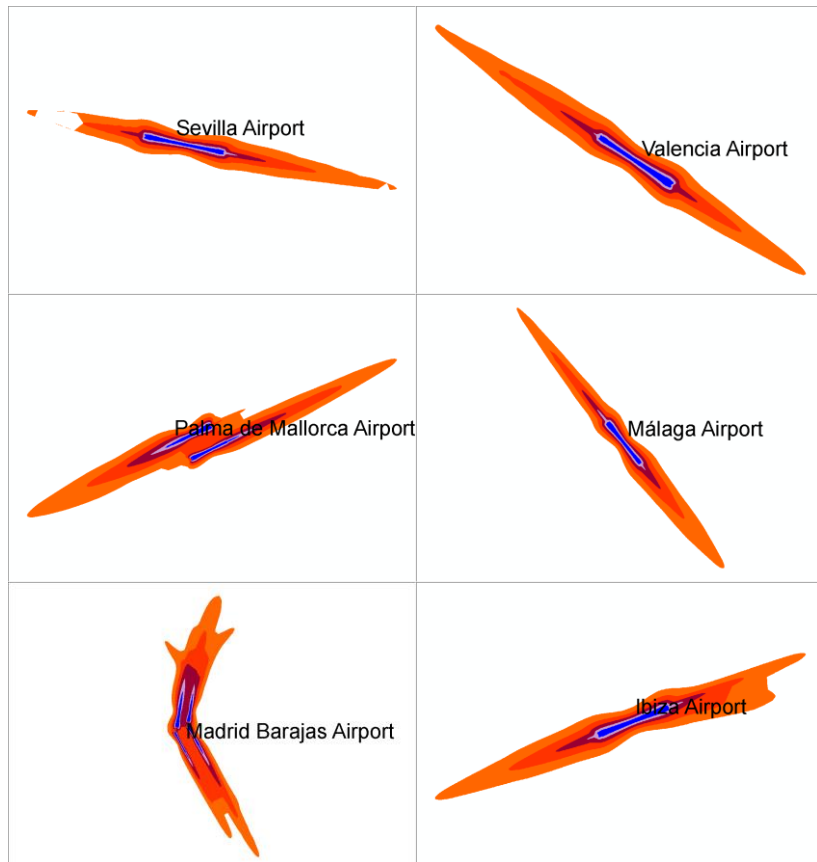 Sevilla Airport
Valencia Airport
Palma de Mallorca Airport
Málaga Airport
Madrid Barajas Airport
Ibiza Airport